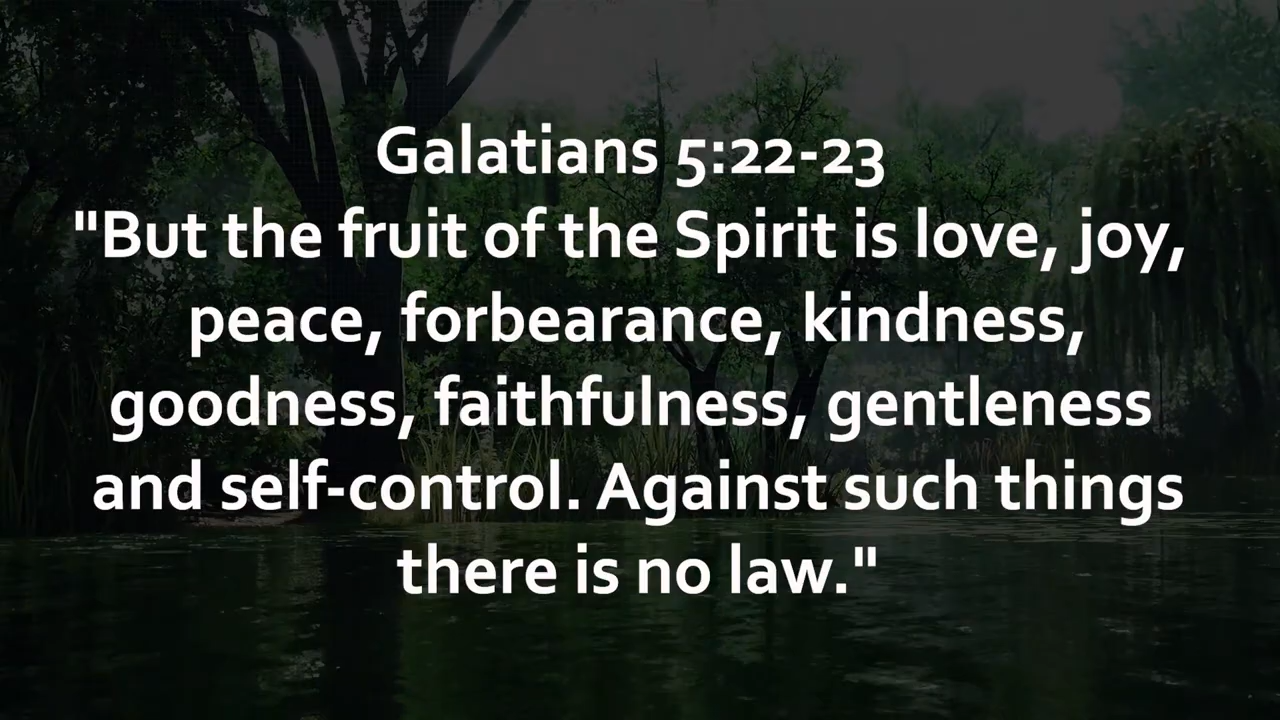 Galatians 5:22-23
"But the fruit of the Spirit is love, joy,
peace, forbearance, kindness,
goodness, faithfulness, gentleness
and self-control. Against such things
there is no law."